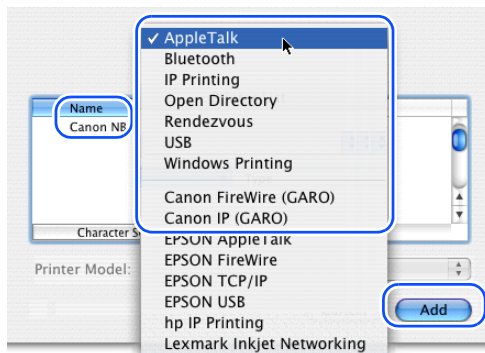 ✓ AppleTalk
Bluetooth
IP Printing
Open Directory
Rendezvous
USB
Windows Printing
Canon FireWire (GARO)
Canon IP (GARO)
EPSON AppleTalk
EPSON FireWire
EPSON TCP/IP
EPSON USB
hp IP Printing
Lexmark Inkjet Networking
Name
Canon NB
Character S
Printer Model:
Add